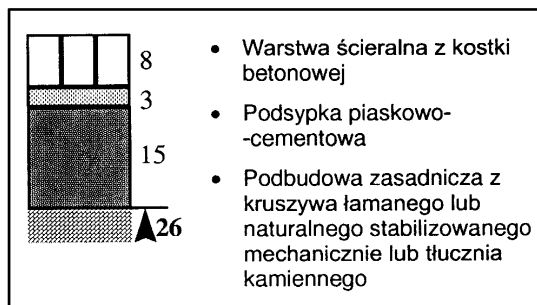 8
3
15
26
• Warstwa ścieralna z kostki
betonowej
• Podsypka piaskowo-
-cementowa
• Podbudowa zasadnicza z
kruszywa łamanego lub
naturalnego stabilizowanego
mechanicznie lub tłucznia
kamiennego